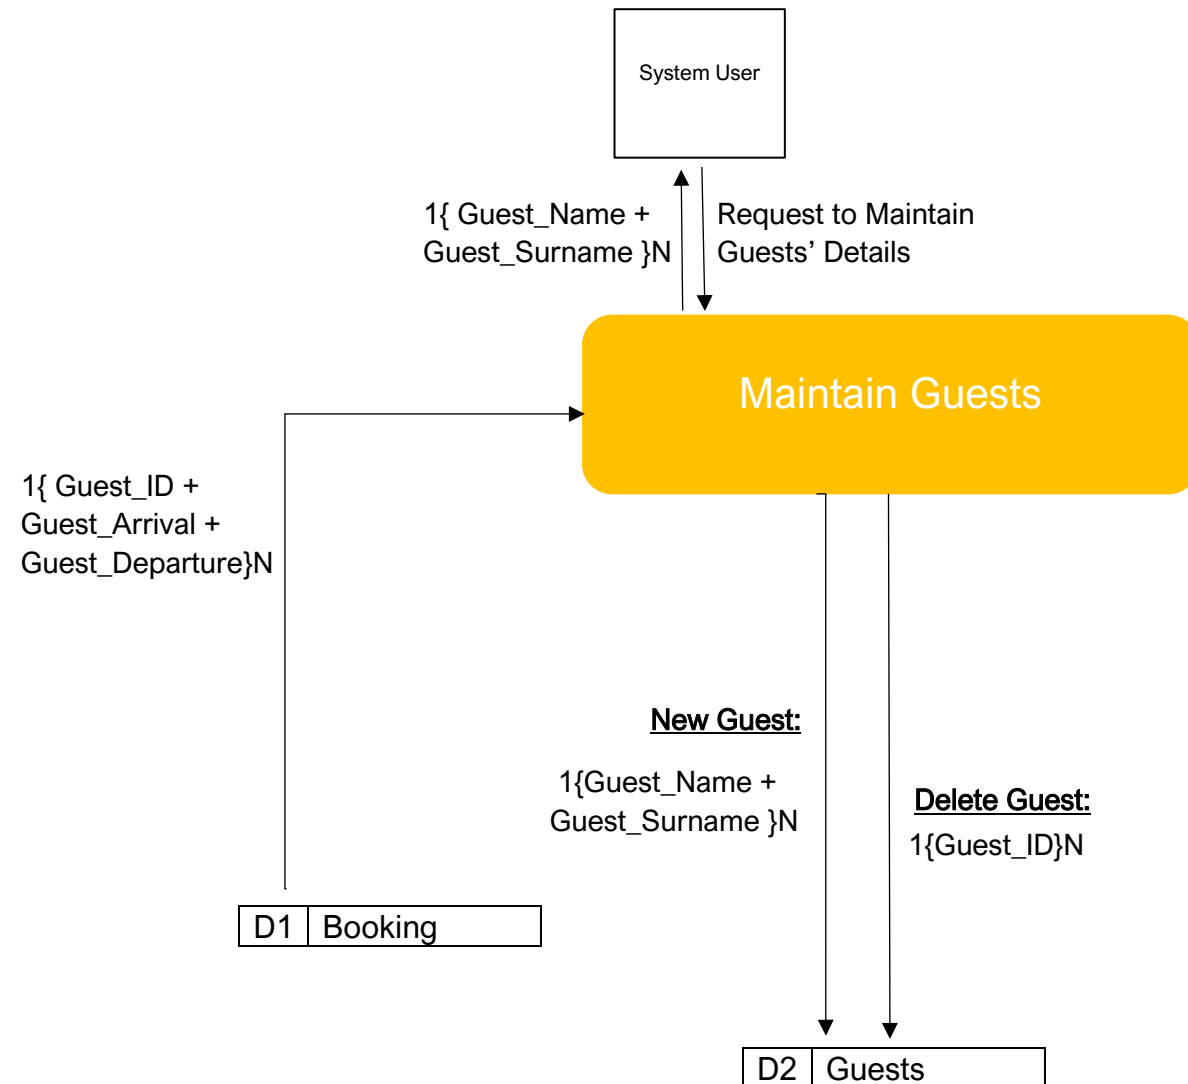 System User
1{ Guest_Name +
Guest_Surname }N
Request to Maintain
Guests’ Details
Maintain Guests
1{ Guest_ID +
Guest_Arrival +
Guest_Departure}N
New Guest:
1{Guest_Name +
Guest_Surname }N
Delete Guest:
1{Guest_ID}N
D1 Booking
D2 Guests